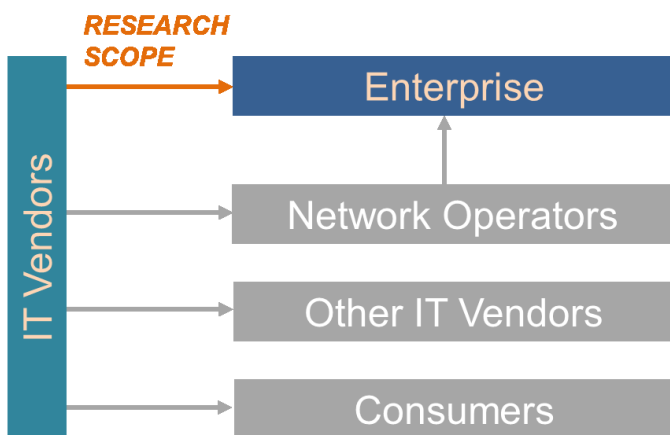 RESEARCH
SCOPE
IT Vendors
Enterprise
Network Operators
Other IT Vendors
Consumers